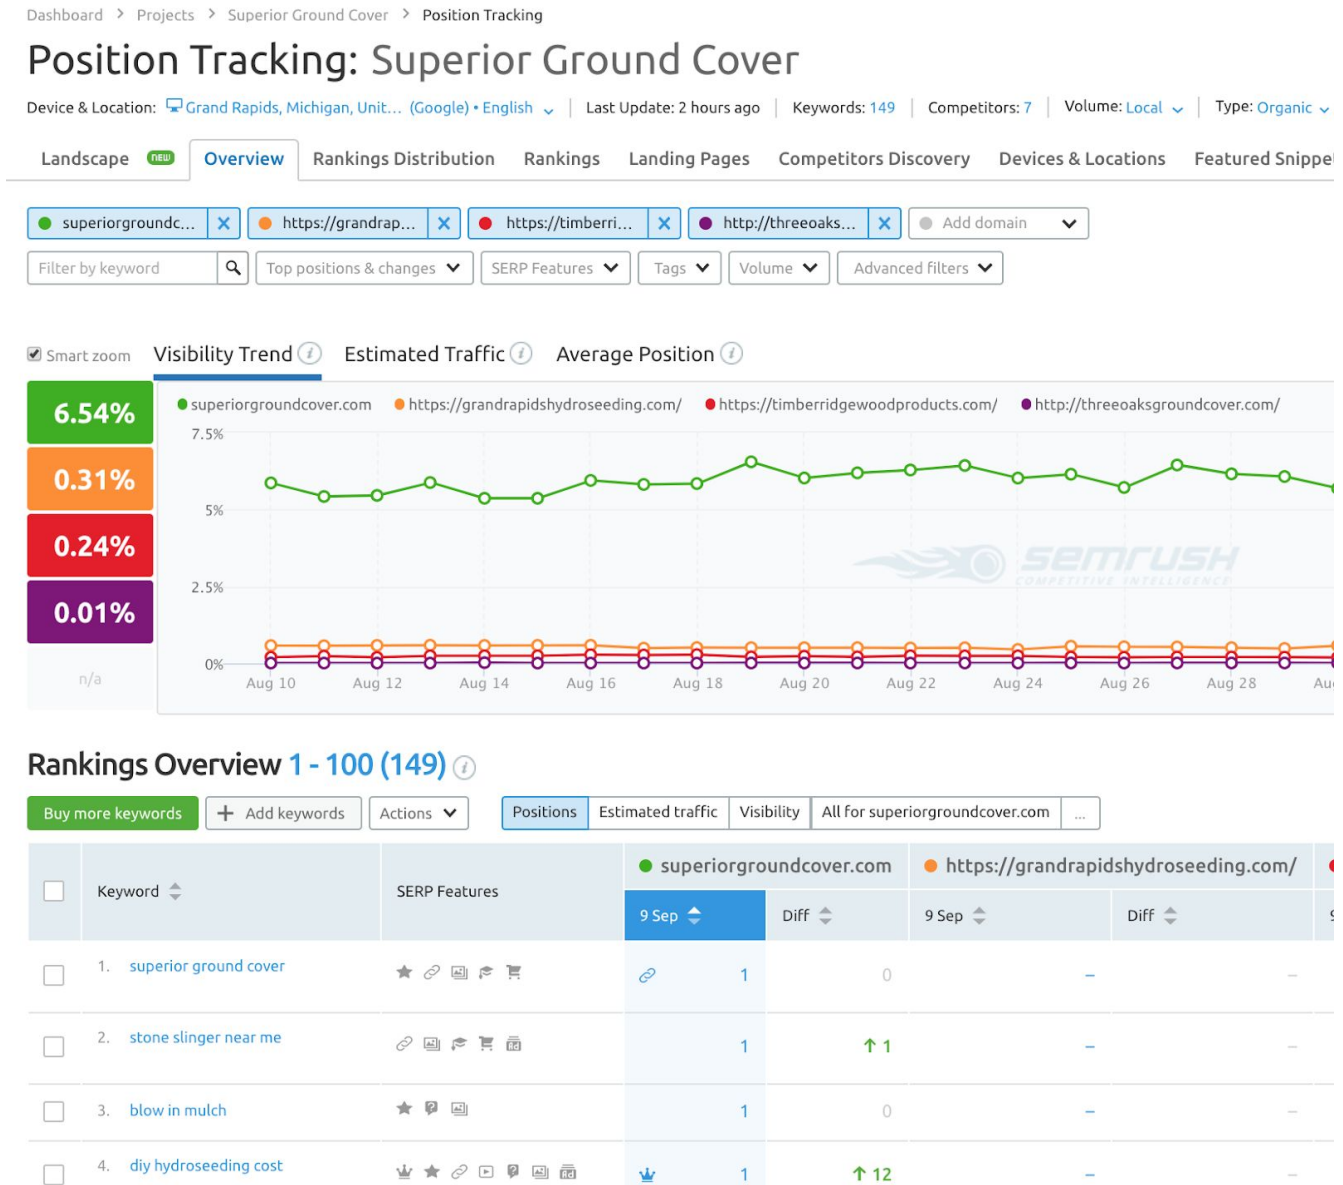 Dashboard > Projects > Superior Ground Cover > Position Tracking
Position Tracking: Superior Ground Cover
Device & Location: Grand Rapids, Michigan, Unit... (Google) • English | Last Update: 2 hours ago | Keywords: 149 | Competitors: 7 | Volume: Local | Type: Organic
Landscape new Overview Rankings Distribution Rankings Landing Pages Competitors Discovery Devices & Locations Featured Snippe
superiorgroundc... https://grandrap... https://timberri... http://threeoaks... Add domain
Filter by keyword Top positions & changes SERP Features Tags Volume Advanced filters
Smart zoom Visibility Trend i Estimated Traffic i Average Position i
6.54%
0.31%
0.24%
0.01%
n/a
superiorgroundcover.com https://grandrapidshydroseeding.com/ https://timberridgewoodproducts.com/ http://threeoaksgroundcover.com/
7.5%
5%
2.5%
0%
semrush
COMPETITIVE INTELLIGENCE
Aug 10 Aug 12 Aug 14 Aug 16 Aug 18 Aug 20 Aug 22 Aug 24 Aug 26 Aug 28 Au
Rankings Overview 1 - 100 (149) i
Buy more keywords + Add keywords Actions Positions Estimated traffic Visibility All for superiorgroundcover.com ...
superiorgroundcover.com https://grandrapidshydroseeding.com/
Keyword SERP Features
9 Sep Diff 9 Sep Diff 9
1. superior ground cover 1 0 – –
2. stone slinger near me Ad 1 ↑ 1 – –
3. blow in mulch 1 0 – –
4. diy hydroseeding cost Ad 1 ↑ 12 – –